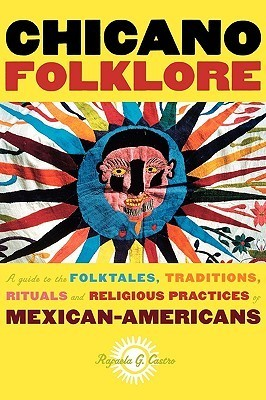 CHICANO
FOLKLORE
A guide to the FOLKTALES, TRADITIONS,
RITUALS and RELIGIOUS PRACTICES of
MEXICAN-AMERICANS
Rafaela G. Castro